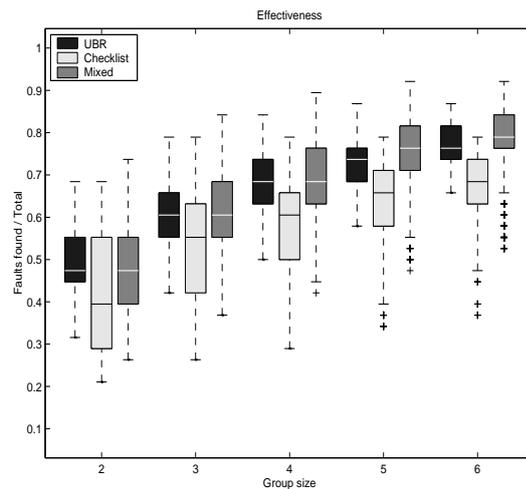 Effectiveness
UBR
Checklist
Mixed
Faults found / Total
1
0.9
0.8
0.7
0.6
0.5
0.4
0.3
0.2
0.1
2 3 4 5 6
Group size